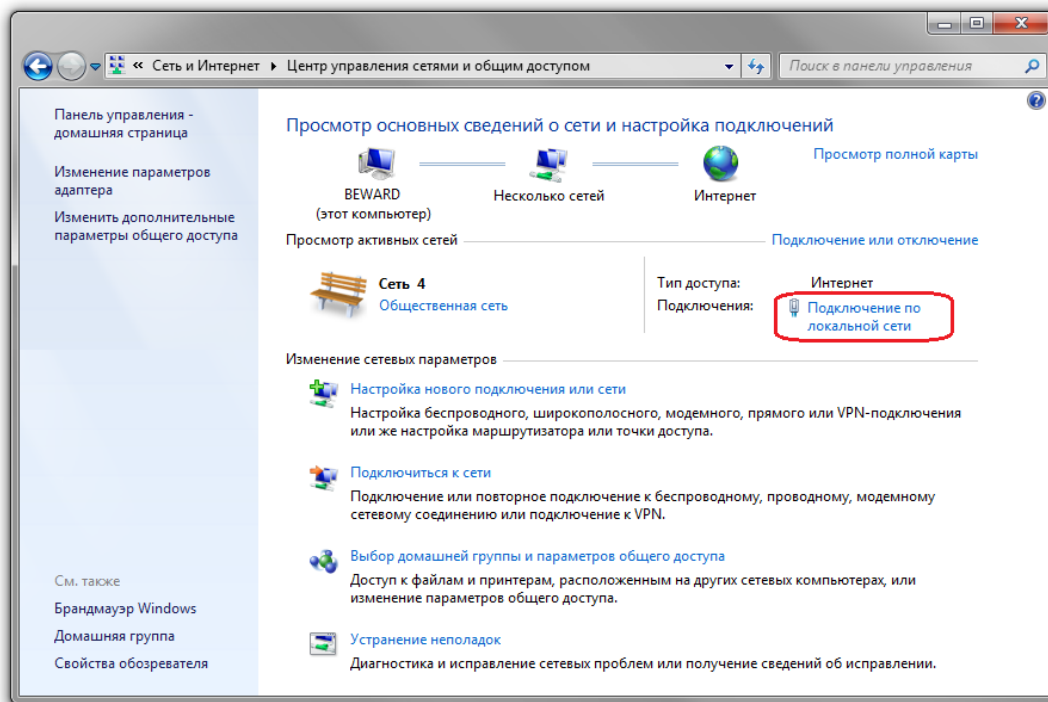 « Сеть и Интернет ▸ Центр управления сетями и общим доступом
Поиск в панели управления
Панель управления -
домашняя страница
Изменение параметров
адаптера
Изменить дополнительные
параметры общего доступа
См. также
Брандмауэр Windows
Домашняя группа
Свойства обозревателя
Просмотр основных сведений о сети и настройка подключений
Просмотр полной карты
BEWARD
(этот компьютер)
Несколько сетей
Интернет
Просмотр активных сетей
Подключение или отключение
Сеть 4
Общественная сеть
Тип доступа: Интернет
Подключения: Подключение по
локальной сети
Изменение сетевых параметров
Настройка нового подключения или сети
Настройка беспроводного, широкополосного, модемного, прямого или VPN-подключения
или же настройка маршрутизатора или точки доступа.
Подключиться к сети
Подключение или повторное подключение к беспроводному, проводному, модемному
сетевому соединению или подключение к VPN.
Выбор домашней группы и параметров общего доступа
Доступ к файлам и принтерам, расположенным на других сетевых компьютерах, или
изменение параметров общего доступа.
Устранение неполадок
Диагностика и исправление сетевых проблем или получение сведений об исправлении.